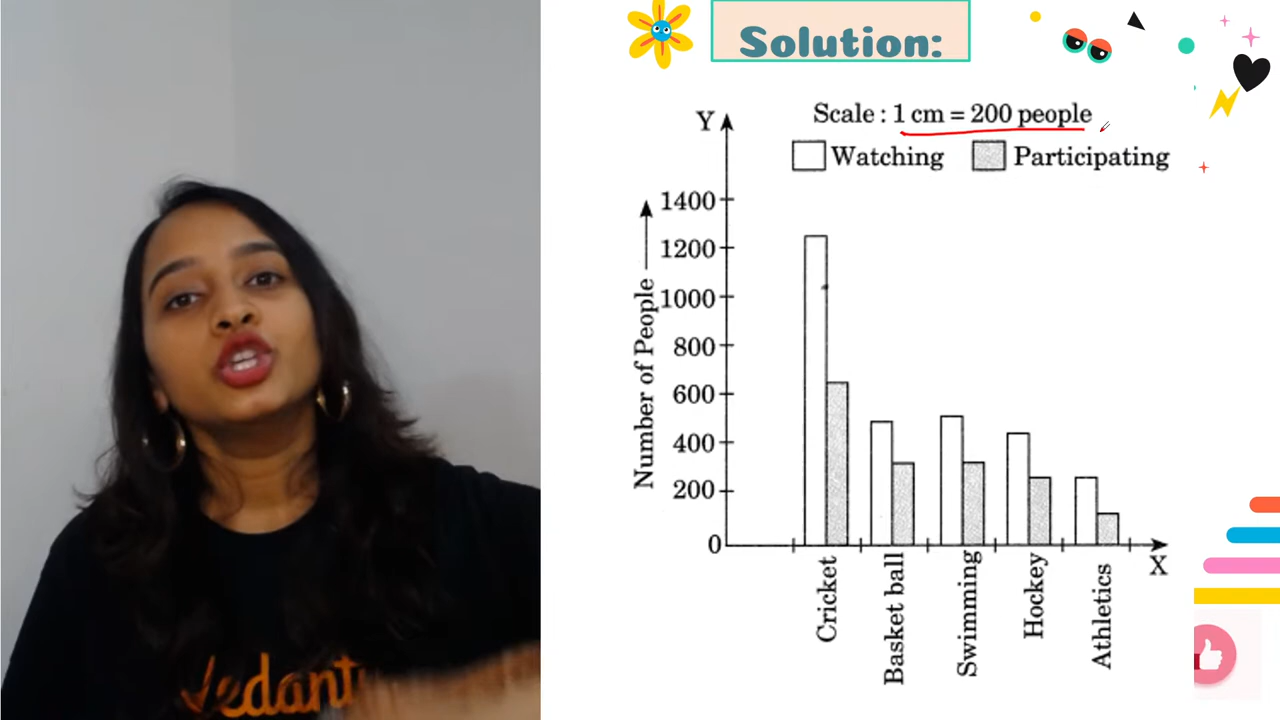 Solution:
Scale : 1 cm = 200 people
Y
Watching
Participating
1400
1200
1000
800
600
400
200
0
Number of People
X
Cricket
Basket ball
Swimming
Hockey
Athletics